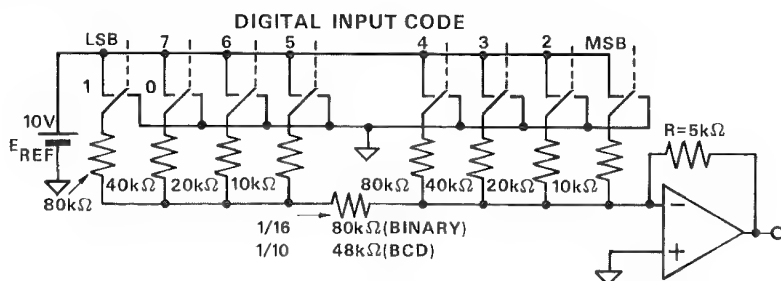 DIGITAL INPUT CODE
LSB 7 6 5 4 3 2 MSB
1 0
10V
E REF
R=5kΩ
40kΩ 20kΩ 10kΩ 80kΩ 40kΩ 20kΩ 10kΩ
80kΩ
1/16 80kΩ(BINARY)
1/10 48kΩ(BCD)
−
+